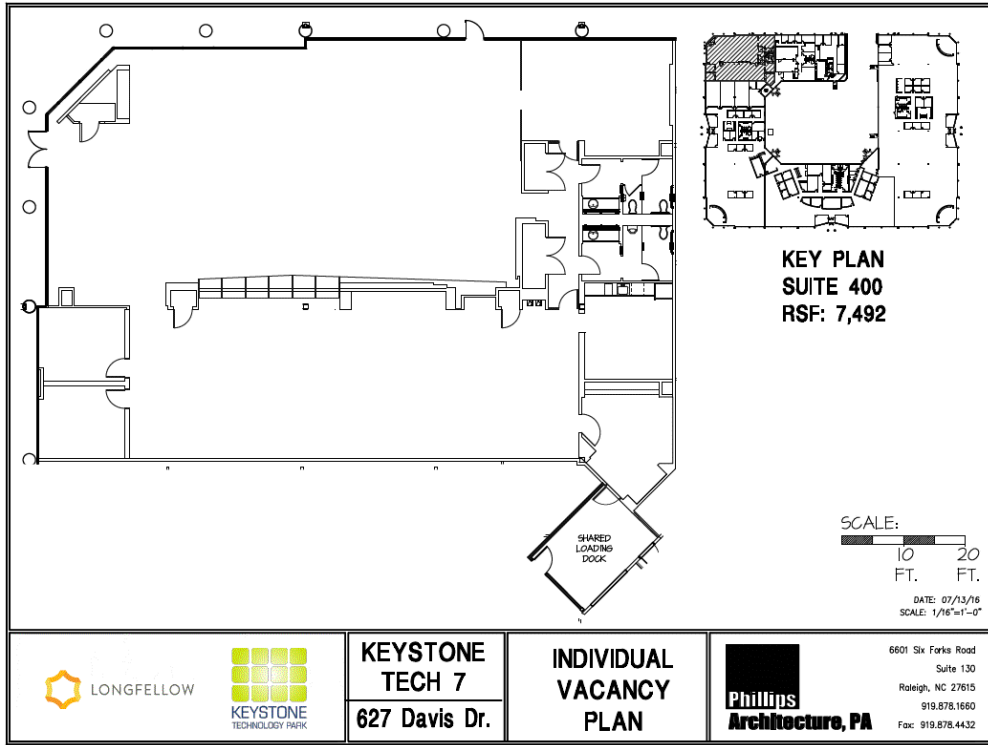 KEY PLAN
SUITE 400
RSF: 7,492
SHARED
LOADING
DOCK
SCALE:
10 20
FT. FT.
DATE: 07/13/16
SCALE: 1/16"=1'-0"
LONGFELLOW
KEYSTONE
TECHNOLOGY PARK
KEYSTONE
TECH 7
627 Davis Dr.
INDIVIDUAL
VACANCY
PLAN
Phillips
Architecture, PA
6601 Six Forks Road
Suite 130
Raleigh, NC 27615
919.878.1660
Fax: 919.878.4432